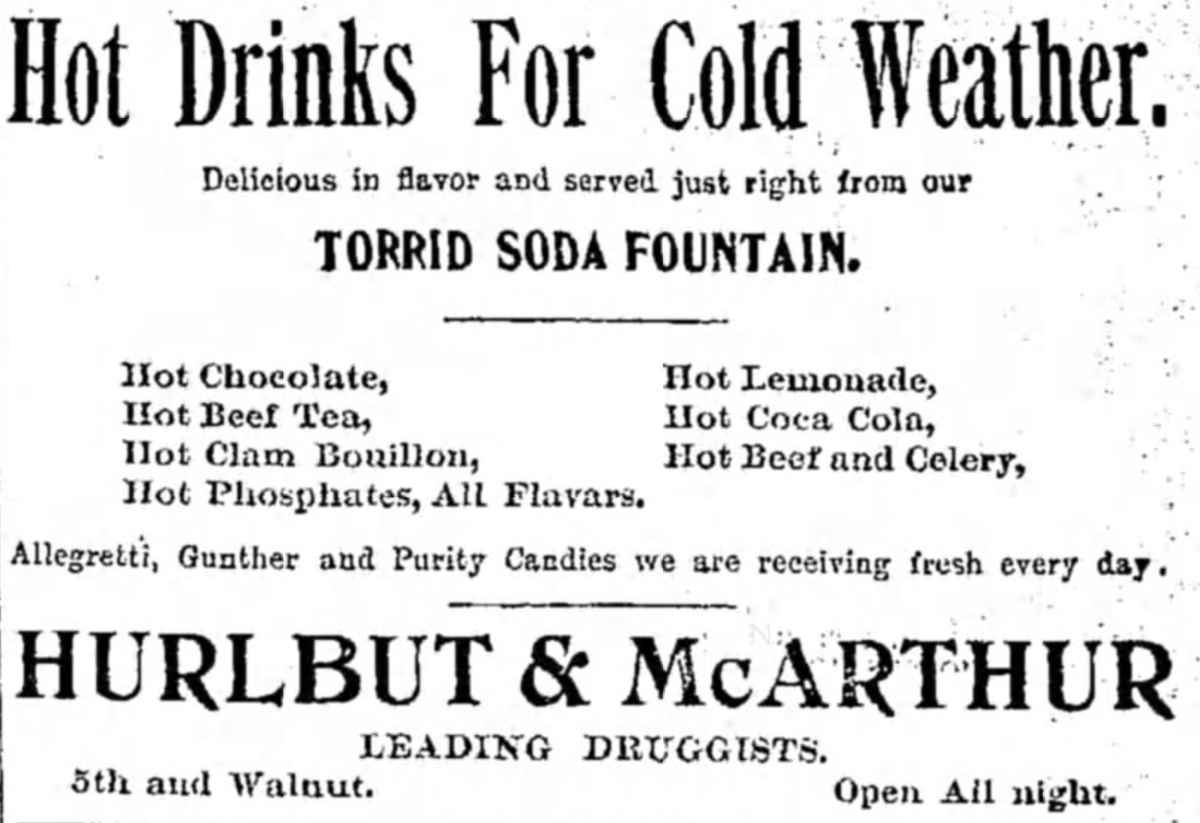 Hot Drinks For Cold Weather.
Delicious in flavor and served just right from our
TORRID SODA FOUNTAIN.
Hot Chocolate,
Hot Beef Tea,
Hot Clam Bouillon,
Hot Phosphates, All Flavars.
Hot Lemonade,
Hot Coca Cola,
Hot Beef and Celery,
Allegretti, Gunther and Purity Candies we are receiving fresh every day.
HURLBUT & McARTHUR
LEADING DRUGGISTS.
5th and Walnut.
Open All night.